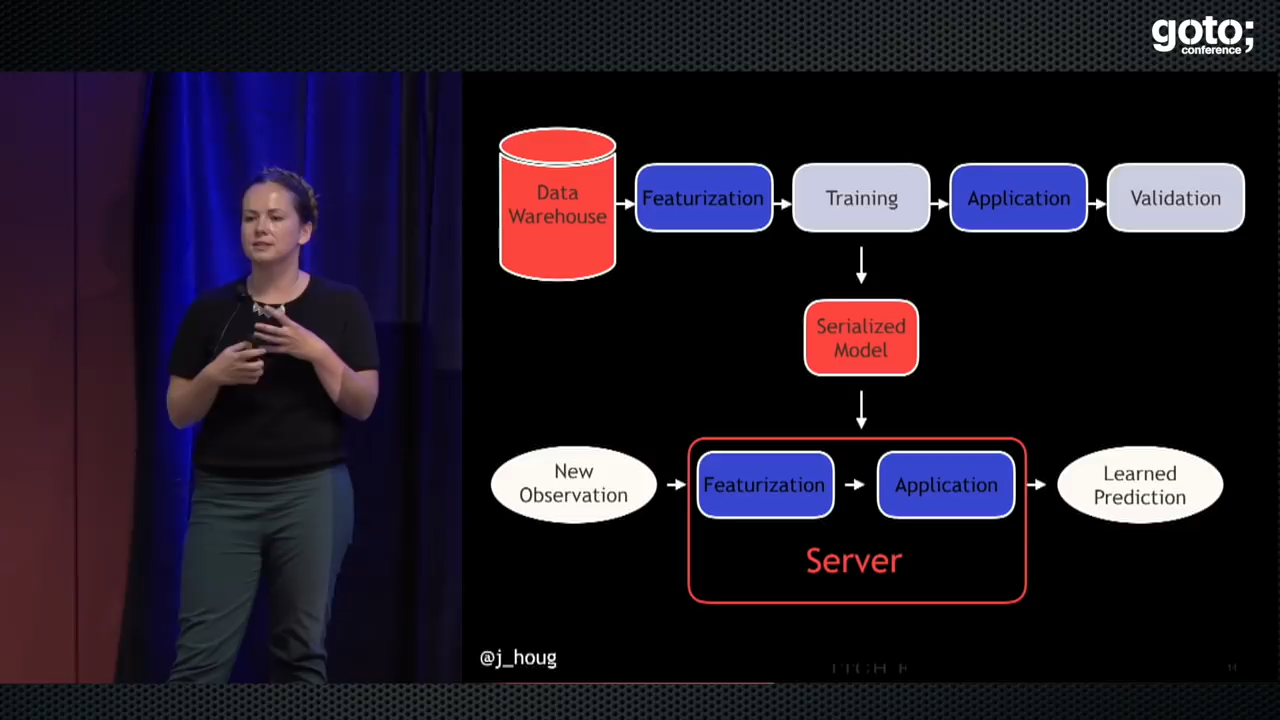 goto;
conference
Data
Warehouse
Featurization
Training
Application
Validation
Serialized
Model
New
Observation
Featurization
Application
Learned
Prediction
Server
@j_houg